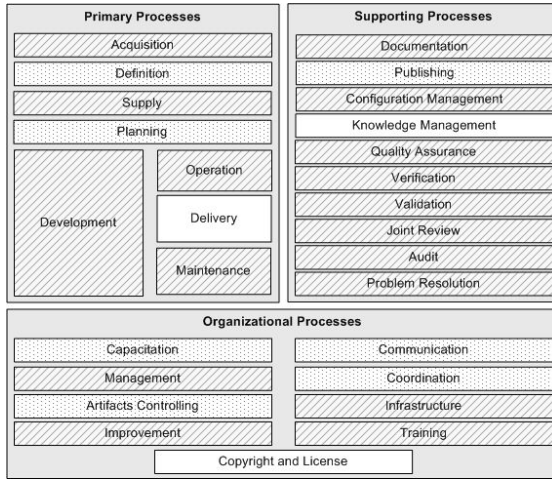 Primary Processes
Acquisition
Definition
Supply
Planning
Development
Operation
Delivery
Maintenance
Supporting Processes
Documentation
Publishing
Configuration Management
Knowledge Management
Quality Assurance
Verification
Validation
Joint Review
Audit
Problem Resolution
Organizational Processes
Capacitation
Communication
Management
Coordination
Artifacts Controlling
Infrastructure
Improvement
Training
Copyright and License